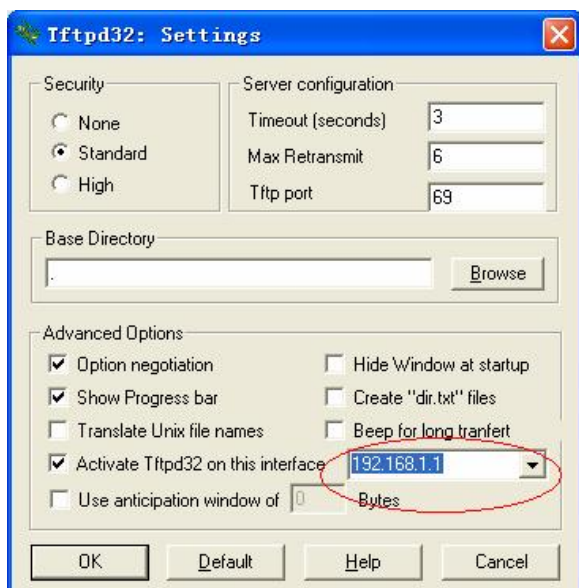 Tftpd32: Settings
Security
None
Standard
High
Server configuration
Timeout (seconds) 3
Max Retransmit 6
Tftp port 69
Base Directory
. Browse
Advanced Options
Option negotiation Hide Window at startup
Show Progress bar Create "dir.txt" files
Translate Unix file names Beep for long tranfert
Activate Tftpd32 on this interface 192.168.1.1
Use anticipation window of 0 Bytes
OK Default Help Cancel